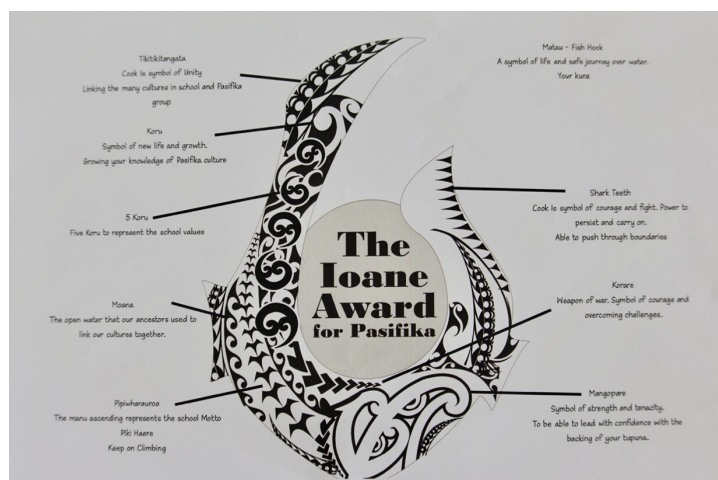 Tikitikitangata
Cook Is symbol of Unity
Linking the many cultures in school and Pasifika
group
Koru
Symbol of new life and growth.
Growing your knowledge of Pasifika culture
5 Koru
Five Koru to represent the school values
Moana.
The open water that our ancestors used to
link our cultures together.
Pipiwharauroa
The manu ascending represents the school Motto
Piki Haere
Keep on Climbing
The
Ioane
Award
for Pasifika
Matau - Fish Hook
A symbol of life and safe journey over water.
Your kura
Shark Teeth
Cook Is symbol of courage and fight. Power to
persist and carry on.
Able to push through boundaries
Korare
Weapon of war. Symbol of courage and
overcoming challenges.
Mangopare
Symbol of strength and tenacity.
To be able to lead with confidence with the
backing of your tupuna.